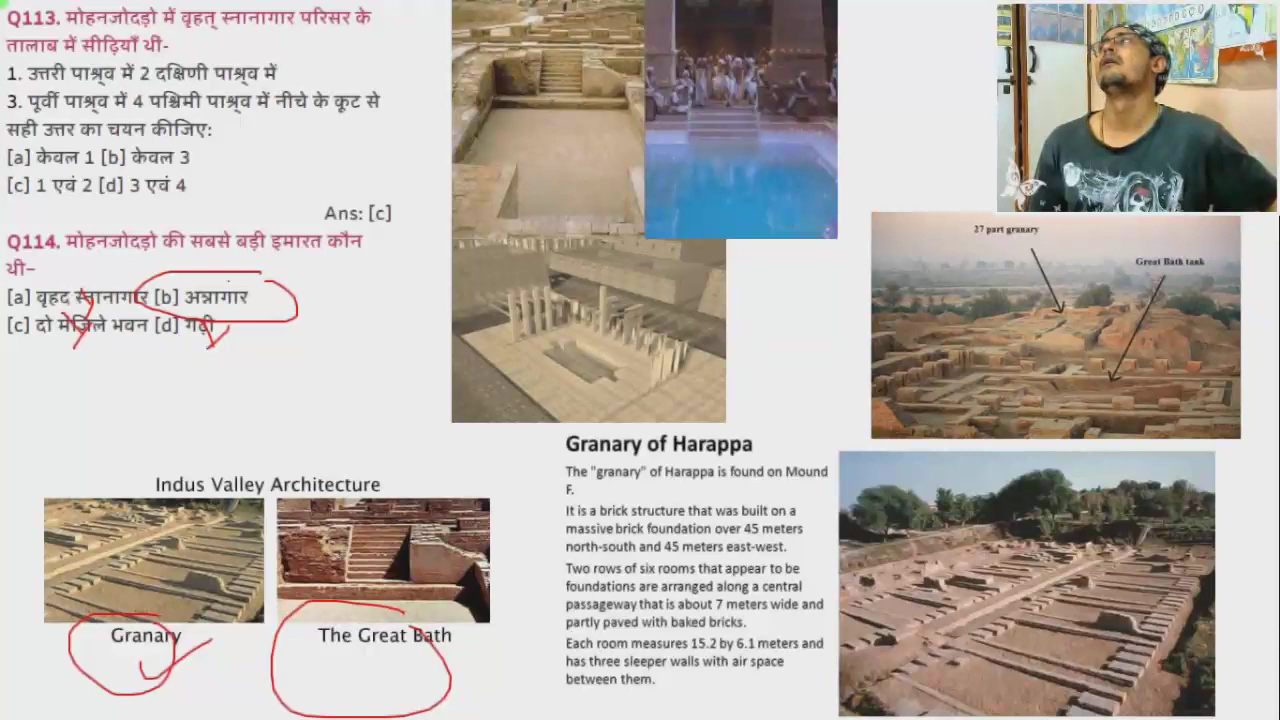 Q113. मोहनजोदड़ो में वृहत् स्नानागार परिसर के
तालाब में सीढ़ियाँ थीं-
1. उत्तरी पाश्र्व में 2 दक्षिणी पाश्र्व में
3. पूर्वी पाश्र्व में 4 पश्चिमी पाश्र्व में नीचे के कूट से
सही उत्तर का चयन कीजिए:
[a] केवल 1 [b] केवल 3
[c] 1 एवं 2 [d] 3 एवं 4
Ans: [c]
Q114. मोहनजोदड़ो की सबसे बड़ी इमारत कौन
थी–
[a] वृहद स्नानागार [b] अन्नागार
[c] दो मंजिले भवन [d] गढ़ी
27 part granary
Great Bath tank
Indus Valley Architecture
Granary
The Great Bath
Granary of Harappa
The "granary" of Harappa is found on Mound
F.
It is a brick structure that was built on a
massive brick foundation over 45 meters
north-south and 45 meters east-west.
Two rows of six rooms that appear to be
foundations are arranged along a central
passageway that is about 7 meters wide and
partly paved with baked bricks.
Each room measures 15.2 by 6.1 meters and
has three sleeper walls with air space
between them.